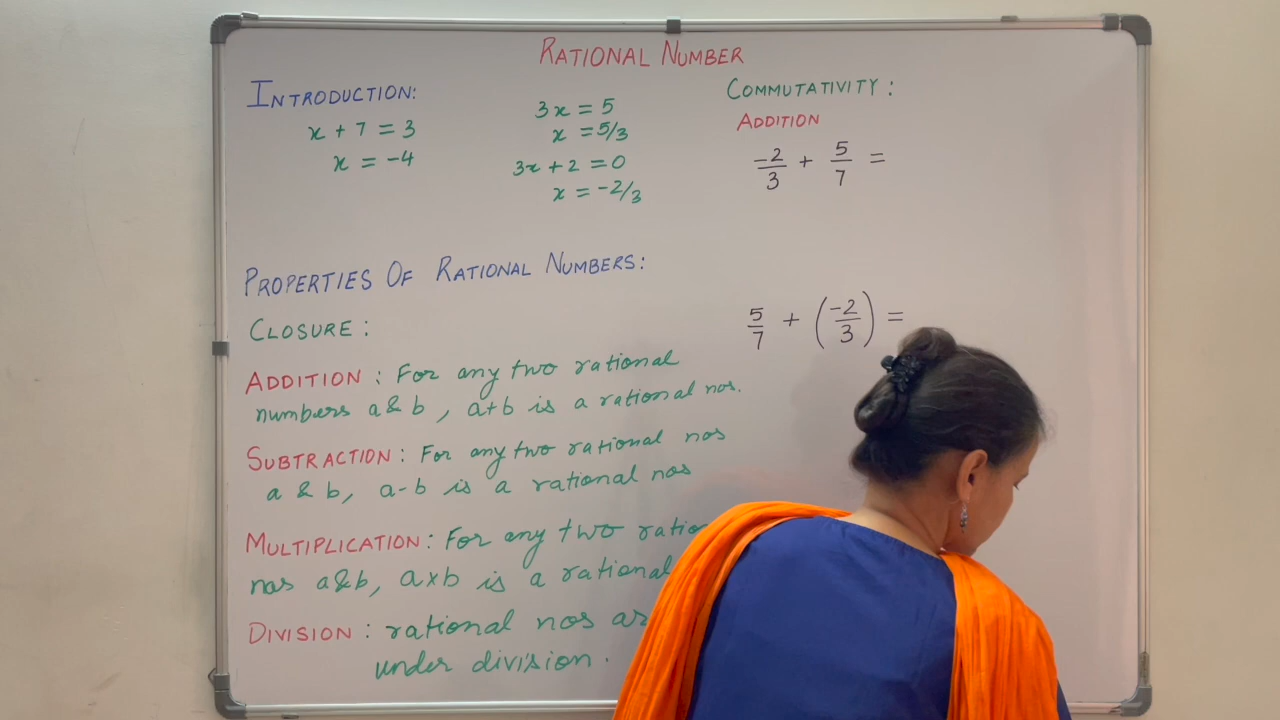 RATIONAL NUMBER
INTRODUCTION:
x + 7 = 3
x = -4
3x = 5
x = 5/3
3x + 2 = 0
x = -2/3
PROPERTIES OF RATIONAL NUMBERS:
CLOSURE:
ADDITION: For any two rational
numbers a & b, a+b is a rational nos.
SUBTRACTION: For any two rational nos
a & b, a-b is a rational nos
MULTIPLICATION: For any two
nos a&b, axb is a rational
DIVISION: rational nos
under division.
COMMUTATIVITY:
ADDITION
-2/3 + 5/7 =
5/7 + (-2/3) =